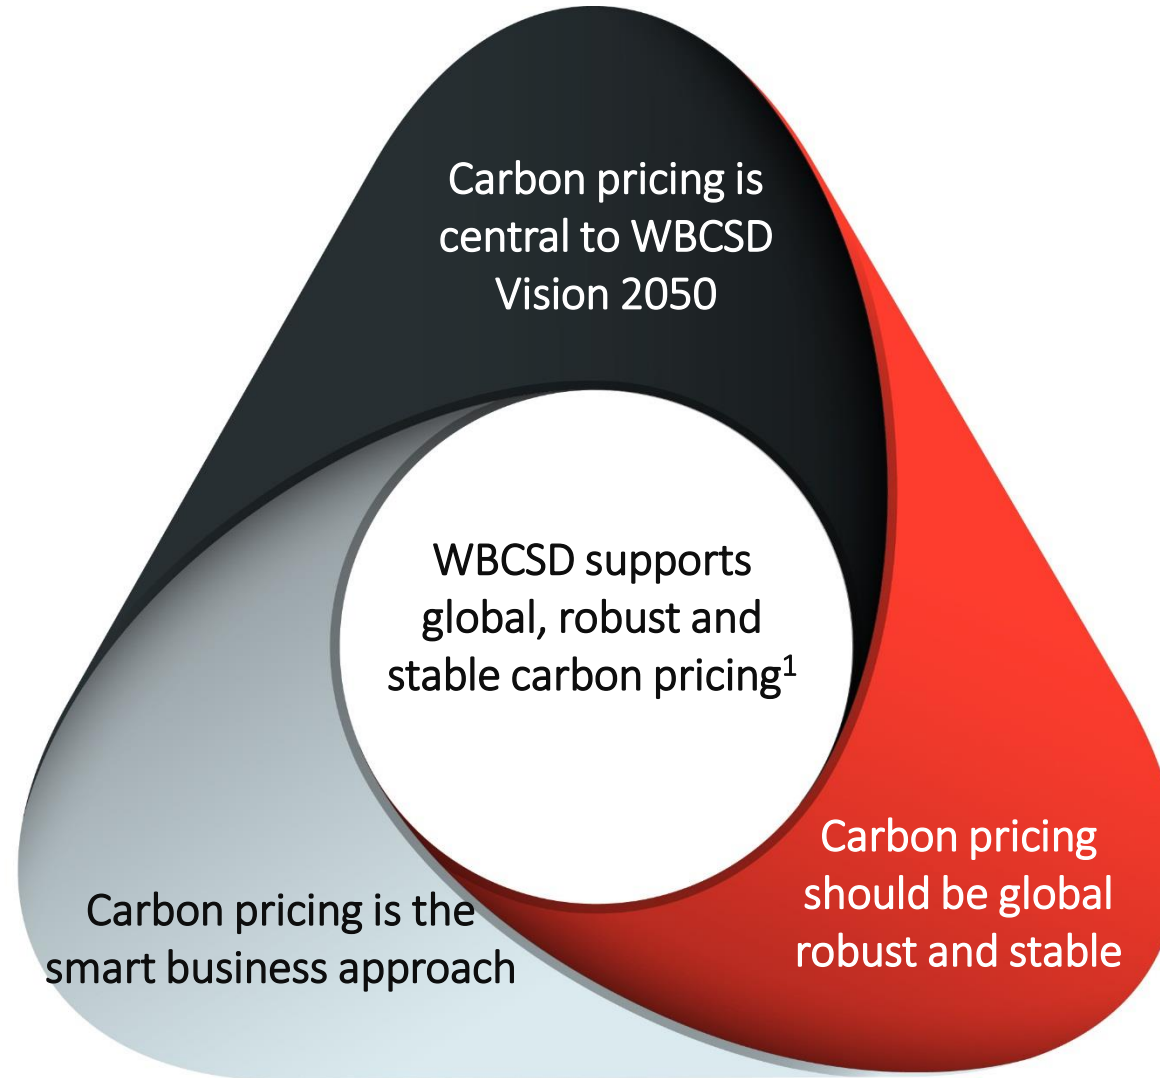 Carbon pricing is
central to WBCSD
Vision 2050
WBCSD supports
global, robust and
stable carbon pricing¹
Carbon pricing
should be global
robust and stable
Carbon pricing is the
smart business approach